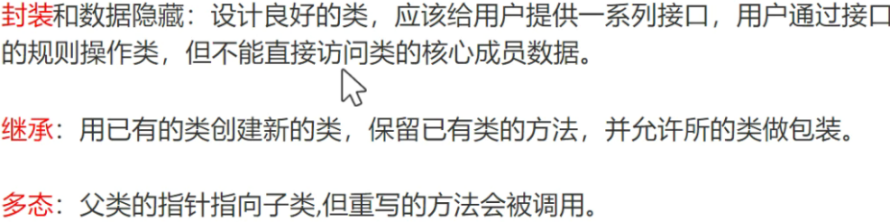 封装和数据隐藏：设计良好的类，应该给用户提供一系列接口，用户通过接口
的规则操作类，但不能直接访问类的核心成员数据。
继承：用已有的类创建新的类，保留已有类的方法，并允许所的类做包装。
多态：父类的指针指向子类,但重写的方法会被调用。